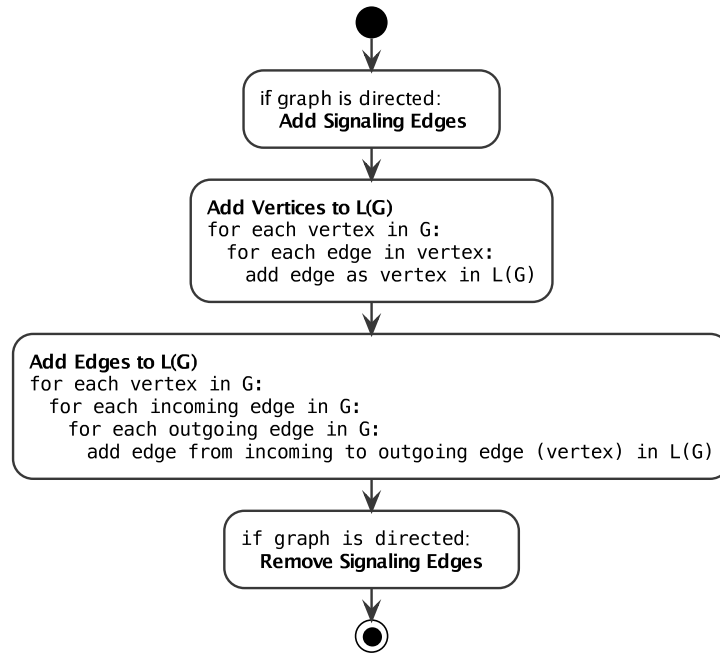 if graph is directed:
Add Signaling Edges
Add Vertices to L(G)
for each vertex in G:
for each edge in vertex:
add edge as vertex in L(G)
Add Edges to L(G)
for each vertex in G:
for each incoming edge in G:
for each outgoing edge in G:
add edge from incoming to outgoing edge (vertex) in L(G)
if graph is directed:
Remove Signaling Edges